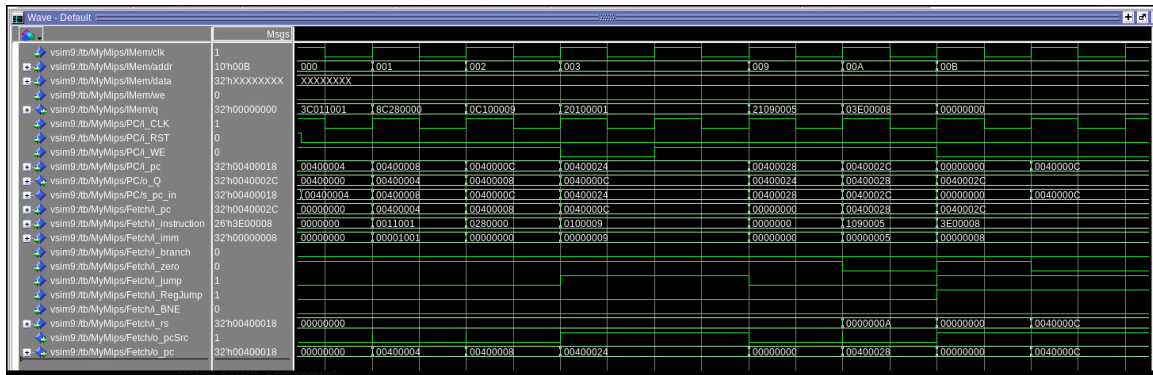 Wave - Default
Msgs
vsim9:/tb/MyMips/IMem/clk 1
vsim9:/tb/MyMips/IMem/addr 10'h00B 000 001 002 003 009 00A 00B
vsim9:/tb/MyMips/IMem/data 32'hXXXXXXXX XXXXXXXX
vsim9:/tb/MyMips/IMem/we 0
vsim9:/tb/MyMips/IMem/q 32'h00000000 3C011001 8C280000 0C100009 20100001 21090005 03E00008 00000000
vsim9:/tb/MyMips/PC/i_CLK 1
vsim9:/tb/MyMips/PC/i_RST 0
vsim9:/tb/MyMips/PC/i_WE 1
vsim9:/tb/MyMips/PC/i_pc 32'h00400018 00400004 00400008 0040000C 00400024 00400028 0040002C 00000000 0040000C
vsim9:/tb/MyMips/PC/o_Q 32'h0040002C 00400000 00400004 00400008 0040000C 00400024 00400028 0040002C
vsim9:/tb/MyMips/PC/s_pc_in 32'h00400018 00400004 00400008 0040000C 00400024 00400028 0040002C 00000000 0040000C
vsim9:/tb/MyMips/Fetch/i_pc 32'h0040002C 00000000 00400004 00400008 0040000C 00000000 00400028 0040002C
vsim9:/tb/MyMips/Fetch/i_instruction 26'h3E00008 0000000 0011001 0280000 0100009 0000000 1090005 3E00008
vsim9:/tb/MyMips/Fetch/i_imm 32'h00000008 00000000 00001001 00000000 00000009 00000000 00000005 00000008
vsim9:/tb/MyMips/Fetch/i_branch 0
vsim9:/tb/MyMips/Fetch/i_zero 0
vsim9:/tb/MyMips/Fetch/i_jump 1
vsim9:/tb/MyMips/Fetch/i_RegJump 1
vsim9:/tb/MyMips/Fetch/i_BNE 0
vsim9:/tb/MyMips/Fetch/i_rs 32'h00400018 00000000 0000000A 00000000 0040000C
vsim9:/tb/MyMips/Fetch/o_pcSrc 1
vsim9:/tb/MyMips/Fetch/o_pc 32'h00400018 00000000 00400004 00400008 00400024 00000000 00400028 00000000 0040000C